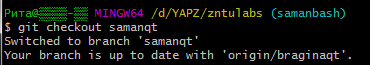 Рита@ MINGW64 /d/YAPZ/zntulabs (samanbash)
$ git checkout samanqt
Switched to branch 'samanqt'
Your branch is up to date with 'origin/braginaqt'.